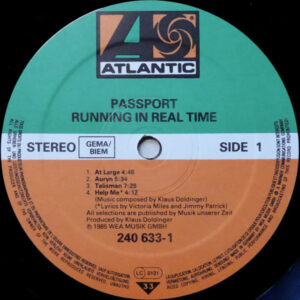 ATLANTIC
PASSPORT
RUNNING IN REAL TIME
STEREO
GEMA/
BIEM
SIDE 1
1. At Large 4:46
2. Auryn 5:34
3. Talisman 7:29
4. Help Me* 4:12
(Music composed by Klaus Doldinger)
(*Lyrics by Victoria Miles and Jimmy Patrick)
All selections are published by Musik unserer Zeit
Produced by Klaus Doldinger
℗ 1985 WEA MUSIK GMBH
240 633-1
LC 0121
33